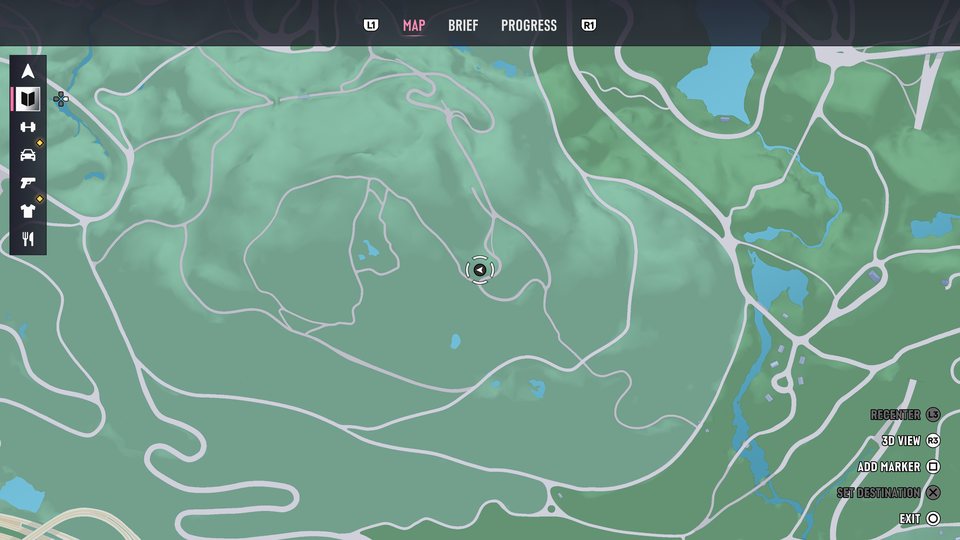 L1 MAP BRIEF PROGRESS R1
RECENTER L3
3D VIEW R3
ADD MARKER
SET DESTINATION
EXIT